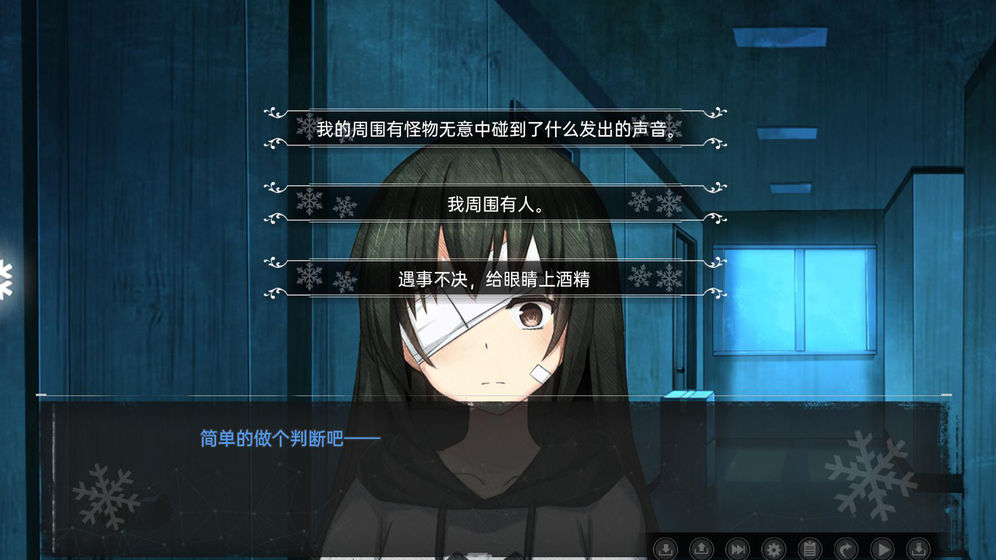 我的周围有怪物无意中碰到了什么发出的声音。
我周围有人。
遇事不决，给眼睛上酒精
简单的做个判断吧——